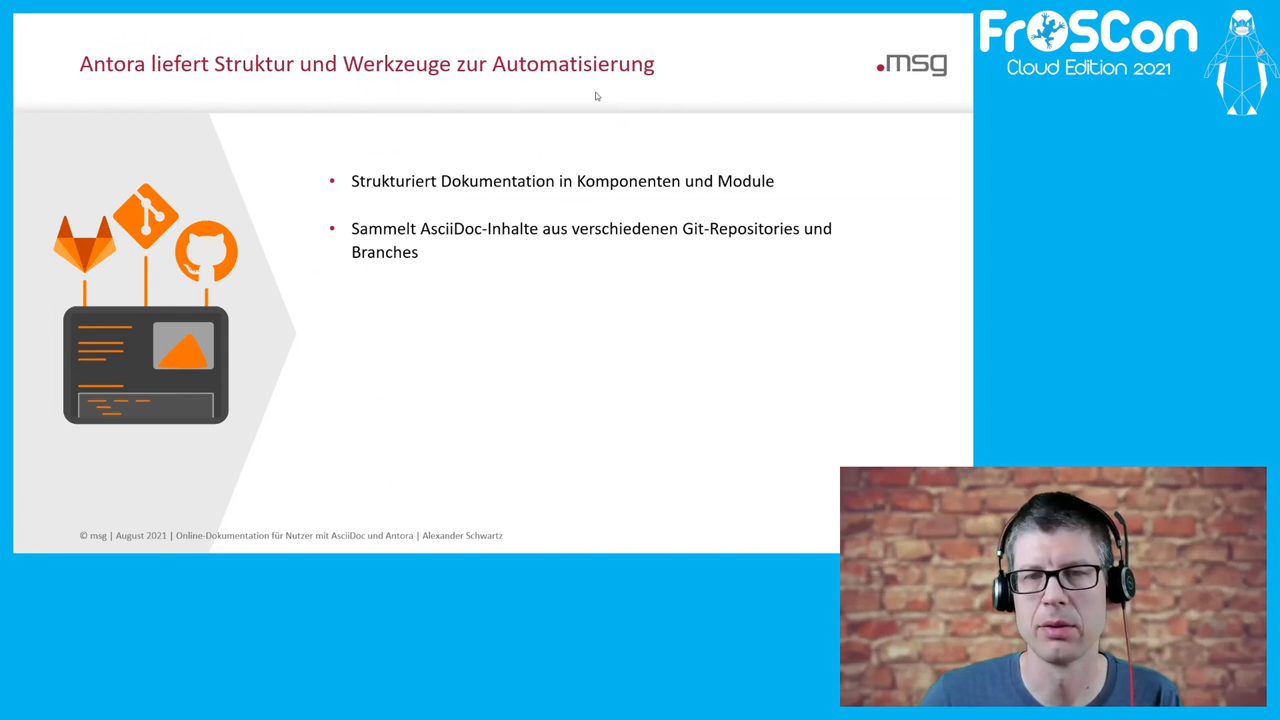 Antora liefert Struktur und Werkzeuge zur Automatisierung
.msg
FrOSCon
Cloud Edition 2021
• Strukturiert Dokumentation in Komponenten und Module
• Sammelt AsciiDoc-Inhalte aus verschiedenen Git-Repositories und
Branches
© msg | August 2021 | Online-Dokumentation für Nutzer mit AsciiDoc und Antora | Alexander Schwartz